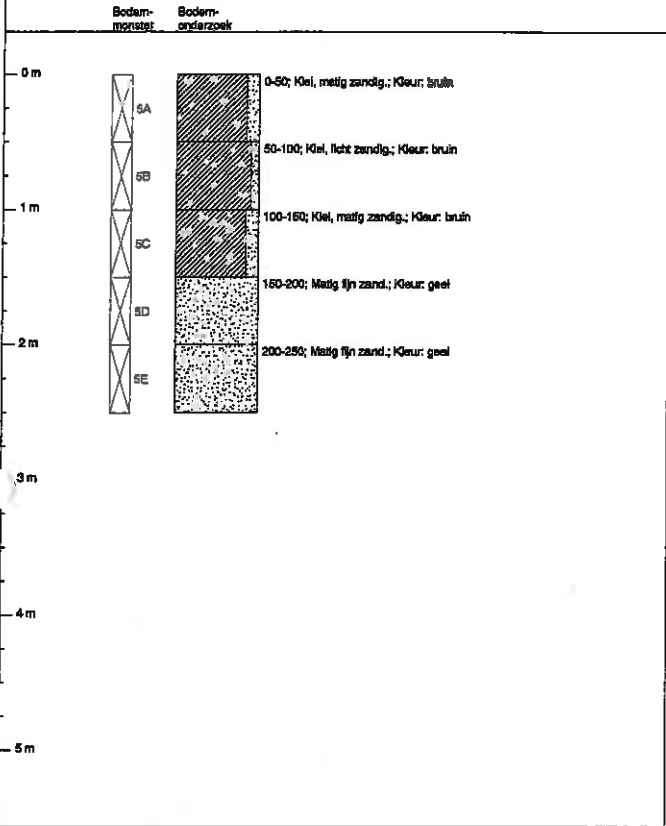 Bodem- Bodem-
monster onderzoek
0 m
0-50; Klei, matig zandig.; Kleur: bruin
5A
50-100; Klei, licht zandig.; Kleur: bruin
5B
1 m
100-150; Klei, matig zandig.; Kleur: bruin
5C
150-200; Matig fijn zand.; Kleur: geel
5D
2 m
200-250; Matig fijn zand.; Kleur: geel
5E
3 m
4 m
5 m